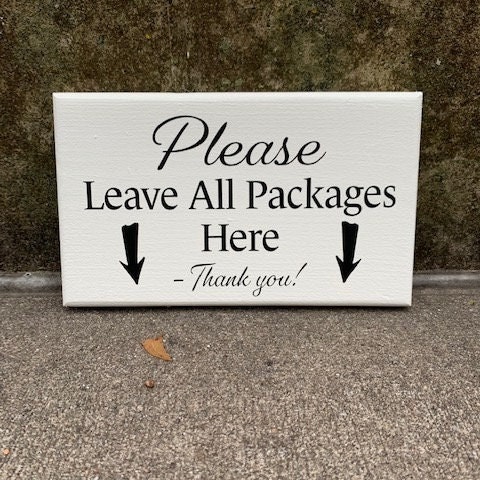 Please
Leave All Packages
Here
- Thank you!